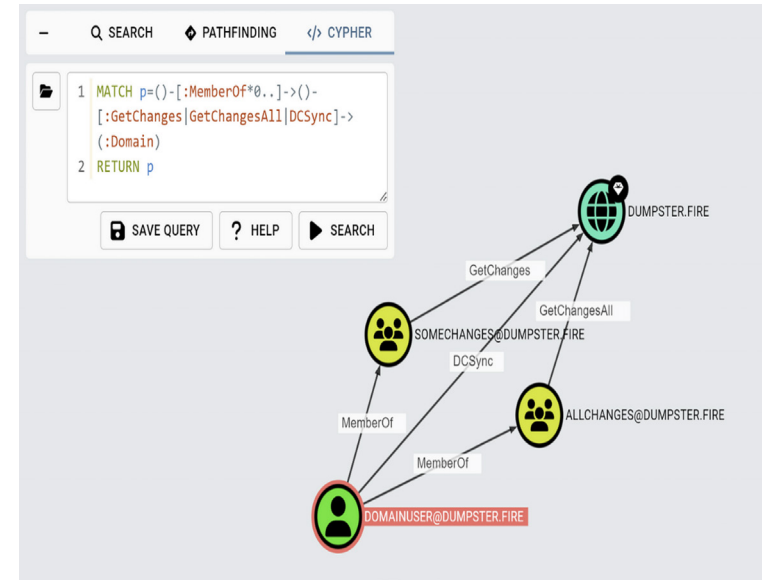 SEARCH
PATHFINDING
</> CYPHER
1 MATCH p=()-[:MemberOf*0..]->()-
[:GetChanges|GetChangesAll|DCSync]->
(:Domain)
2 RETURN p
SAVE QUERY
? HELP
SEARCH
DUMPSTER.FIRE
GetChanges
GetChangesAll
SOMECHANGES@DUMPSTER.FIRE
DCSync
ALLCHANGES@DUMPSTER.FIRE
MemberOf
MemberOf
DOMAINUSER@DUMPSTER.FIRE